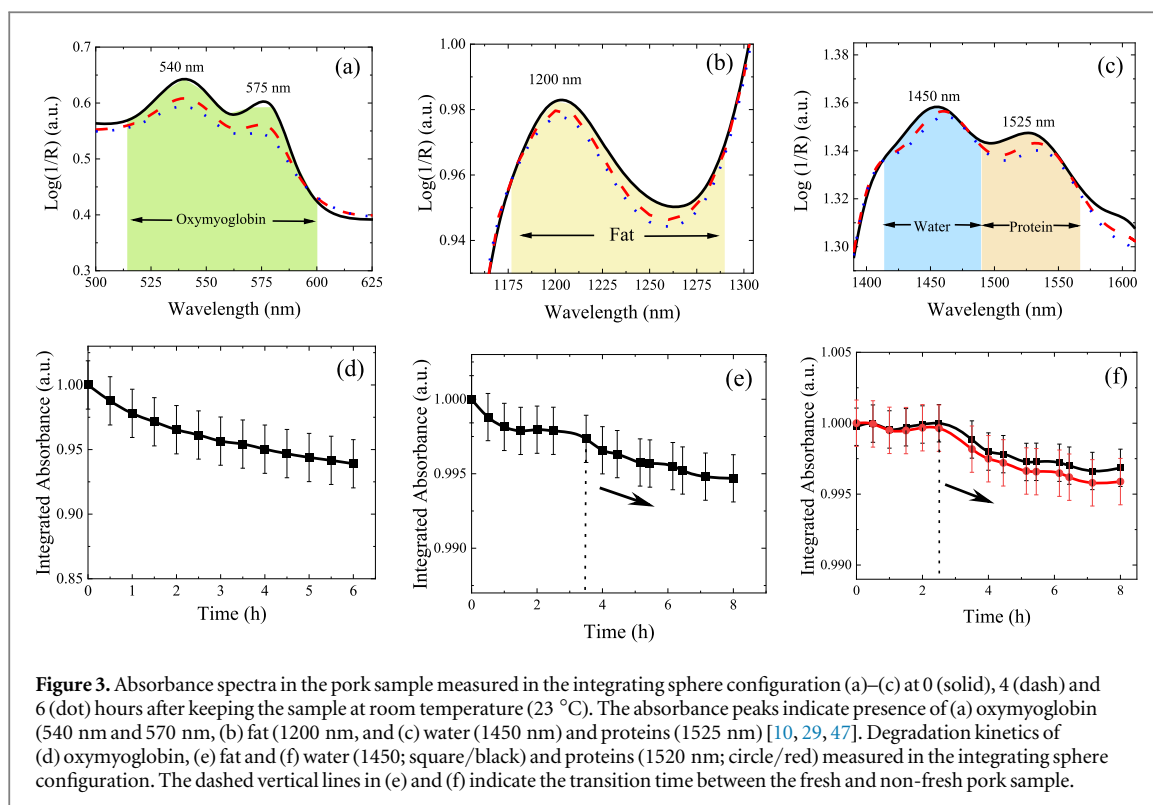 (a)
540 nm
575 nm
Oxymyoglobin
0.7
0.6
0.5
0.4
0.3
Log(1/R) (a.u.)
500 525 550 575 600 625
Wavelength (nm)
(b)
1200 nm
Fat
1.00
0.98
0.96
0.94
Log(1/R) (a.u.)
1175 1200 1225 1250 1275 1300
Wavelength (nm)
(c)
1450 nm
1525 nm
Water
Protein
1.38
1.36
1.34
1.32
1.30
Log (1/R) (a.u.)
1400 1450 1500 1550 1600
Wavelength (nm)
(d)
1.00
0.95
0.90
0.85
Integrated Absorbance (a.u.)
0 1 2 3 4 5 6
Time (h)
(e)
1.000
0.995
0.990
Integrated Absorbance (a.u.)
0 2 4 6 8
Time (h)
(f)
1.005
1.000
0.995
0.990
Integrated Absorbance (a.u.)
0 2 4 6 8
Time (h)
Figure 3. Absorbance spectra in the pork sample measured in the integrating sphere configuration (a)–(c) at 0 (solid), 4 (dash) and
6 (dot) hours after keeping the sample at room temperature (23 °C). The absorbance peaks indicate presence of (a) oxymyoglobin
(540 nm and 570 nm, (b) fat (1200 nm, and (c) water (1450 nm) and proteins (1525 nm) [10, 29, 47]. Degradation kinetics of
(d) oxymyoglobin, (e) fat and (f) water (1450; square/black) and proteins (1520 nm; circle/red) measured in the integrating sphere
configuration. The dashed vertical lines in (e) and (f) indicate the transition time between the fresh and non-fresh pork sample.